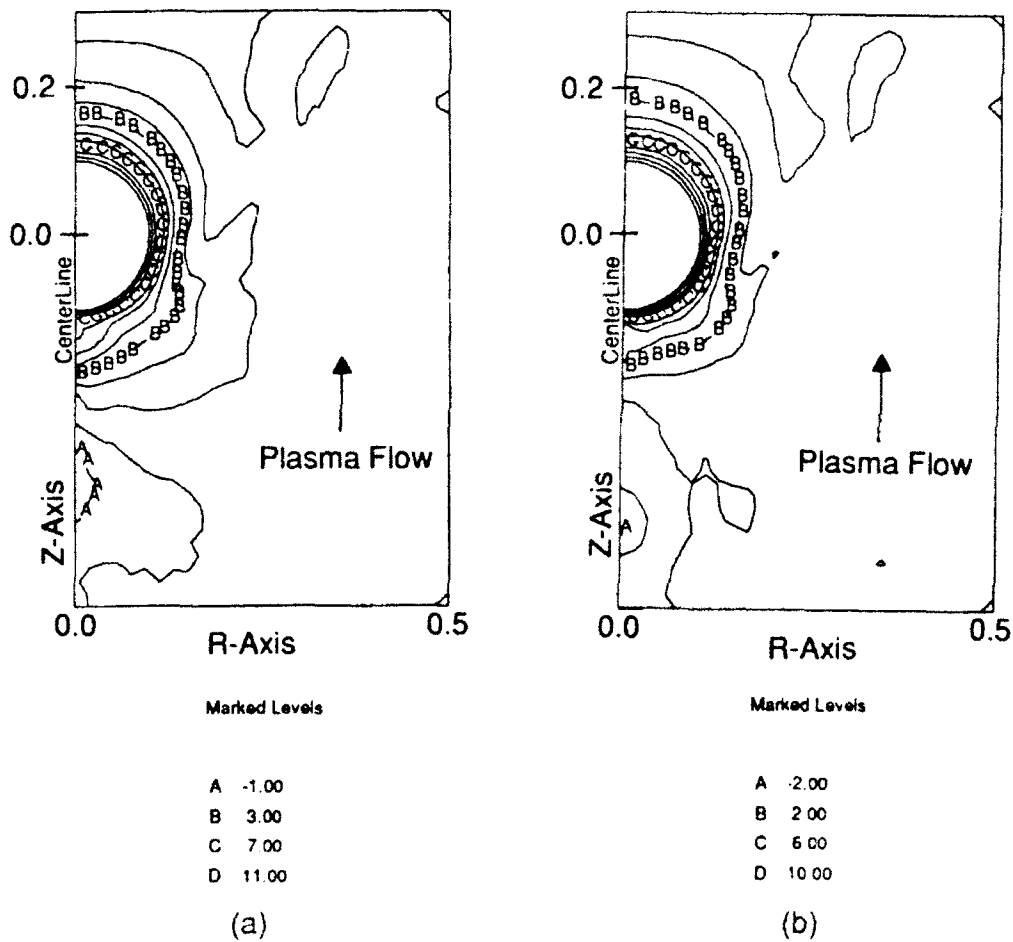 0.2
0.0
CenterLine
Z-Axis
Plasma Flow
A
B
C
0.0
0.5
R-Axis
Marked Levels
A -1.00
B 3.00
C 7.00
D 11.00
(a)
0.2
0.0
CenterLine
Z-Axis
Plasma Flow
A
B
C
0.0
0.5
R-Axis
Marked Levels
A -2.00
B 2 00
C 6 00
D 10 00
(b)